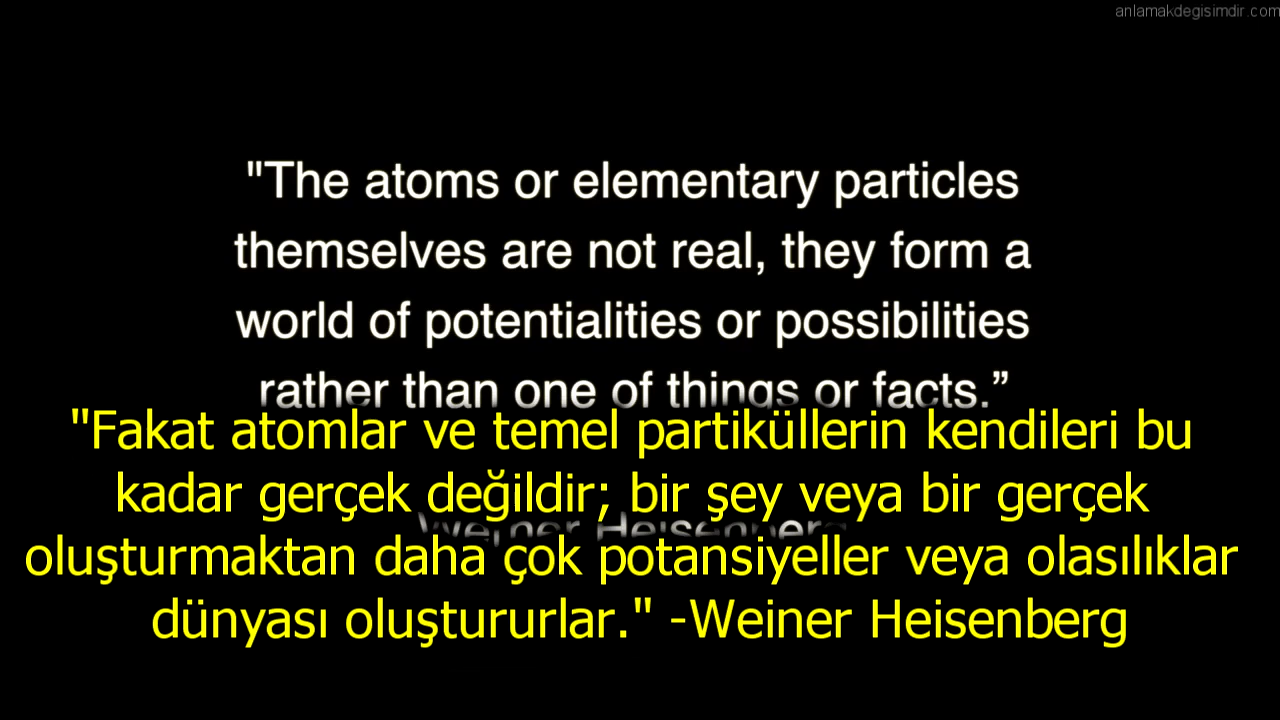 anlamakdegisimdir.com
"The atoms or elementary particles
themselves are not real, they form a
world of potentialities or possibilities
rather than one of things or facts.”
"Fakat atomlar ve temel partiküllerin kendileri bu
kadar gerçek değildir; bir şey veya bir gerçek
Werner Heisenberg
oluşturmaktan daha çok potansiyeller veya olasılıklar
dünyası oluştururlar." -Weiner Heisenberg